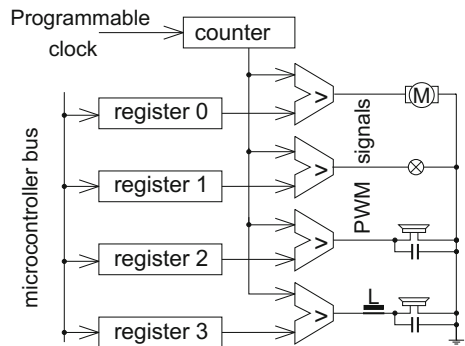 Programmable
clock
counter
register 0
register 1
register 2
register 3
microcontroller bus
>
>
>
>
PWM signals
M
L